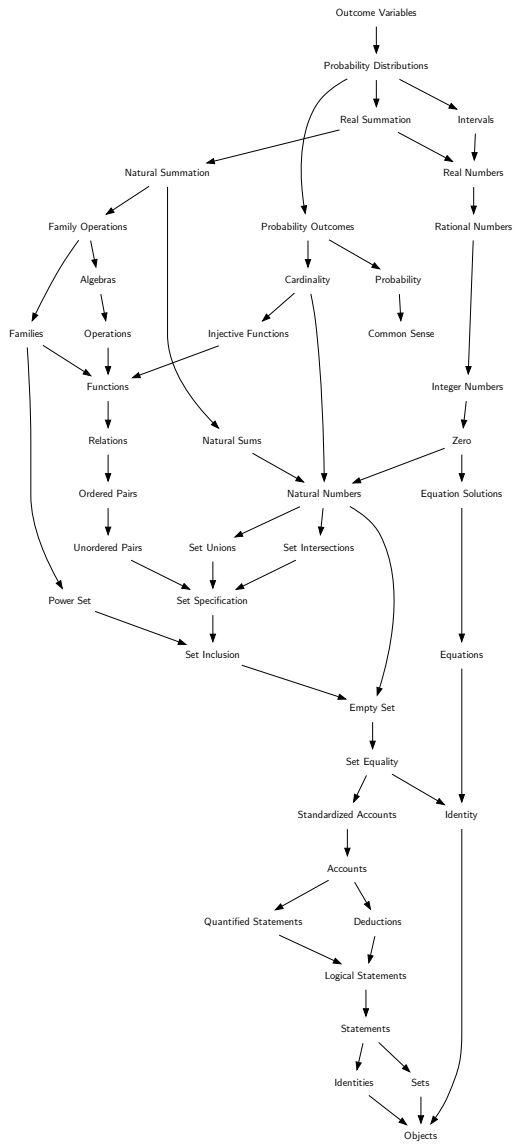 Outcome Variables
Probability Distributions
Real Summation
Intervals
Natural Summation
Real Numbers
Family Operations
Probability Outcomes
Rational Numbers
Algebras
Cardinality
Probability
Families
Operations
Injective Functions
Common Sense
Functions
Integer Numbers
Relations
Natural Sums
Zero
Ordered Pairs
Natural Numbers
Equation Solutions
Unordered Pairs
Set Unions
Set Intersections
Power Set
Set Specification
Set Inclusion
Equations
Empty Set
Set Equality
Standardized Accounts
Identity
Accounts
Quantified Statements
Deductions
Logical Statements
Statements
Identities
Sets
Objects